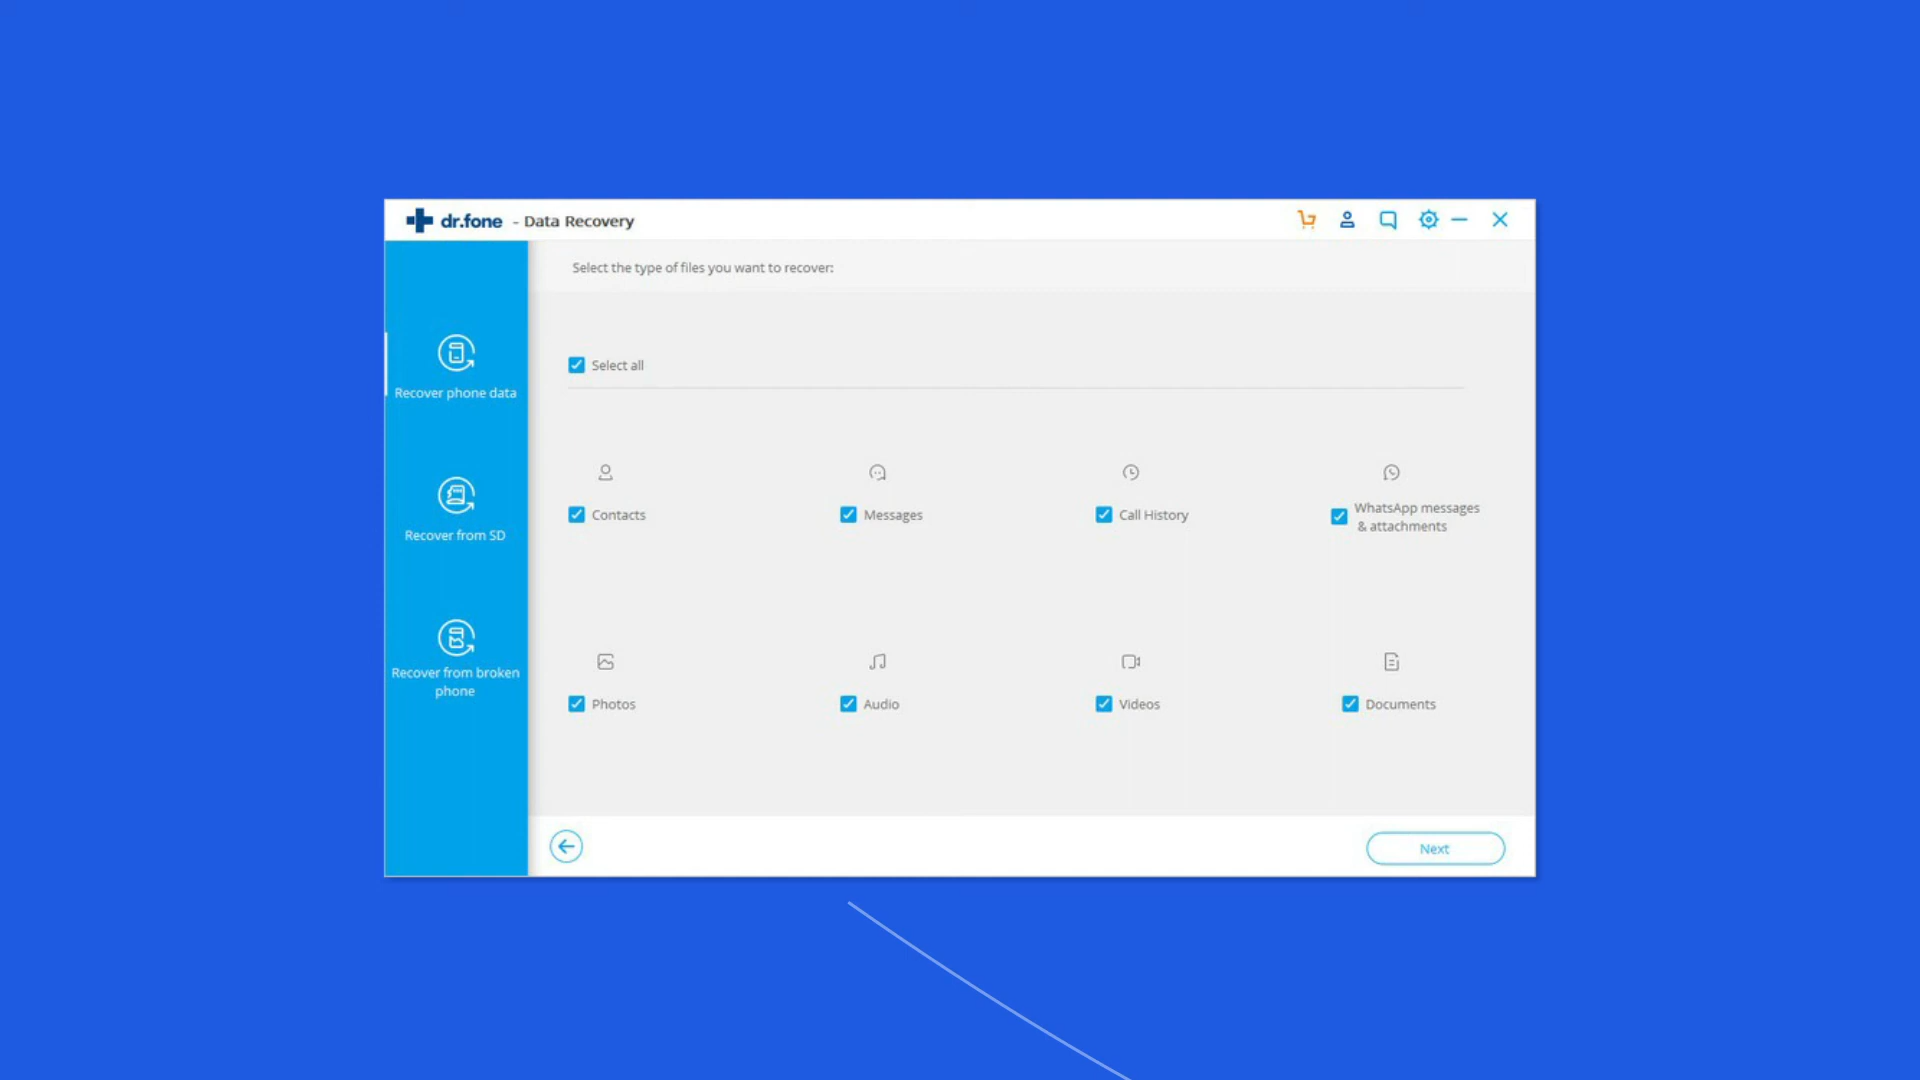 dr.fone - Data Recovery
Select the type of files you want to recover:
Select all
Recover phone data
Recover from SD
Recover from broken
phone
Contacts
Messages
Call History
WhatsApp messages
& attachments
Photos
Audio
Videos
Documents
Next